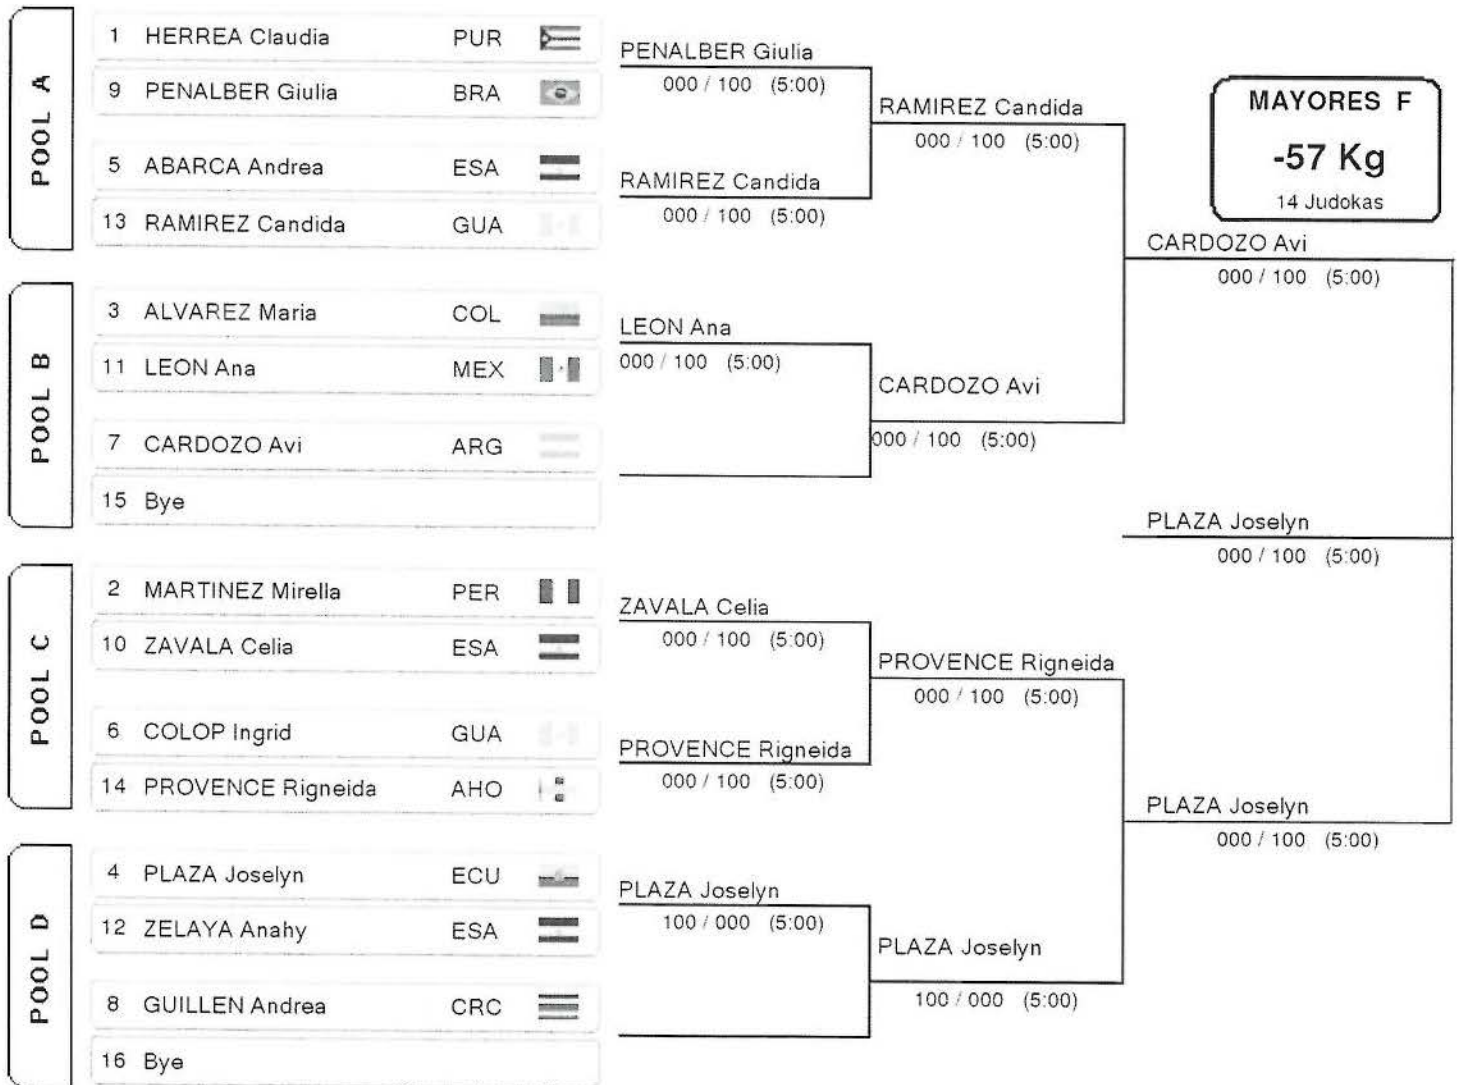 POOL A
1 HERREA Claudia PUR
9 PENALBER Giulia BRA
5 ABARCA Andrea ESA
13 RAMIREZ Candida GUA
POOL B
3 ALVAREZ Maria COL
11 LEON Ana MEX
7 CARDOZO Avi ARG
15 Bye
POOL C
2 MARTINEZ Mirella PER
10 ZAVALA Celia ESA
6 COLOP Ingrid GUA
14 PROVENCE Rigneida AHO
POOL D
4 PLAZA Joselyn ECU
12 ZELAYA Anahy ESA
8 GUILLEN Andrea CRC
16 Bye
PENALBER Giulia
000 / 100 (5:00)
RAMIREZ Candida
000 / 100 (5:00)
LEON Ana
000 / 100 (5:00)
ZAVALA Celia
000 / 100 (5:00)
PROVENCE Rigneida
000 / 100 (5:00)
PLAZA Joselyn
100 / 000 (5:00)
RAMIREZ Candida
000 / 100 (5:00)
CARDOZO Avi
000 / 100 (5:00)
PROVENCE Rigneida
000 / 100 (5:00)
PLAZA Joselyn
100 / 000 (5:00)
MAYORES F
-57 Kg
14 Judokas
CARDOZO Avi
000 / 100 (5:00)
PLAZA Joselyn
000 / 100 (5:00)
PLAZA Joselyn
000 / 100 (5:00)